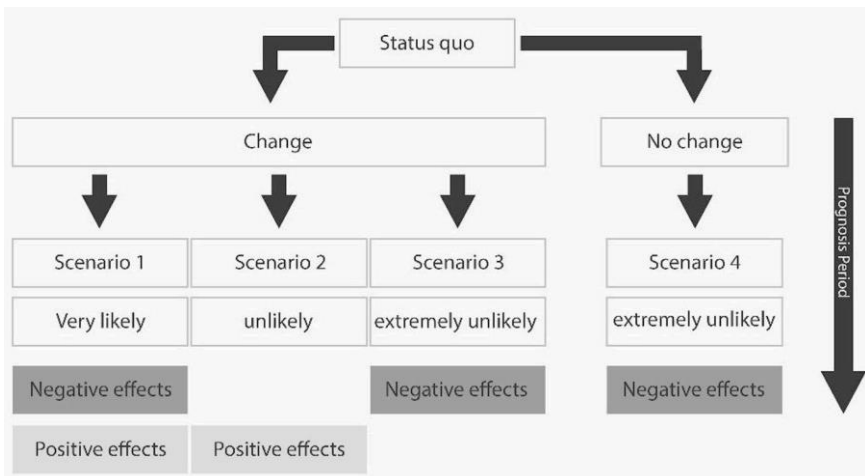 Status quo
Change
No change
Scenario 1
Scenario 2
Scenario 3
Scenario 4
Very likely
unlikely
extremely unlikely
extremely unlikely
Negative effects
Negative effects
Negative effects
Positive effects
Positive effects
Prognosis Period